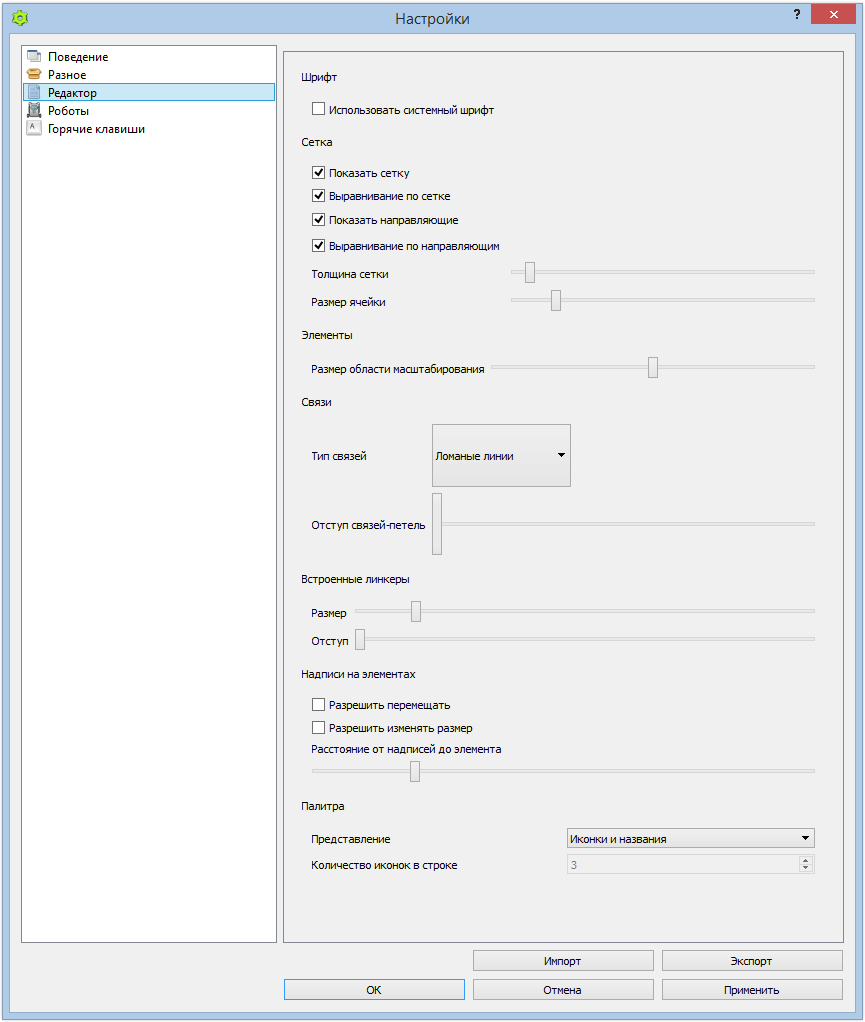 Настройки
?
Поведение
Разное
Редактор
Роботы
A
Горячие клавиши
Шрифт
Использовать системный шрифт
Сетка
Показать сетку
Выравнивание по сетке
Показать направляющие
Выравнивание по направляющим
Толщина сетки
Размер ячейки
Элементы
Размер области масштабирования
Связи
Тип связей
Ломаные линии
Отступ связей-петель
Встроенные линкеры
Размер
Отступ
Надписи на элементах
Разрешить перемещать
Разрешить изменять размер
Расстояние от надписей до элемента
Палитра
Представление
Иконки и названия
Количество иконок в строке
3
Импорт
Экспорт
OK
Отмена
Применить